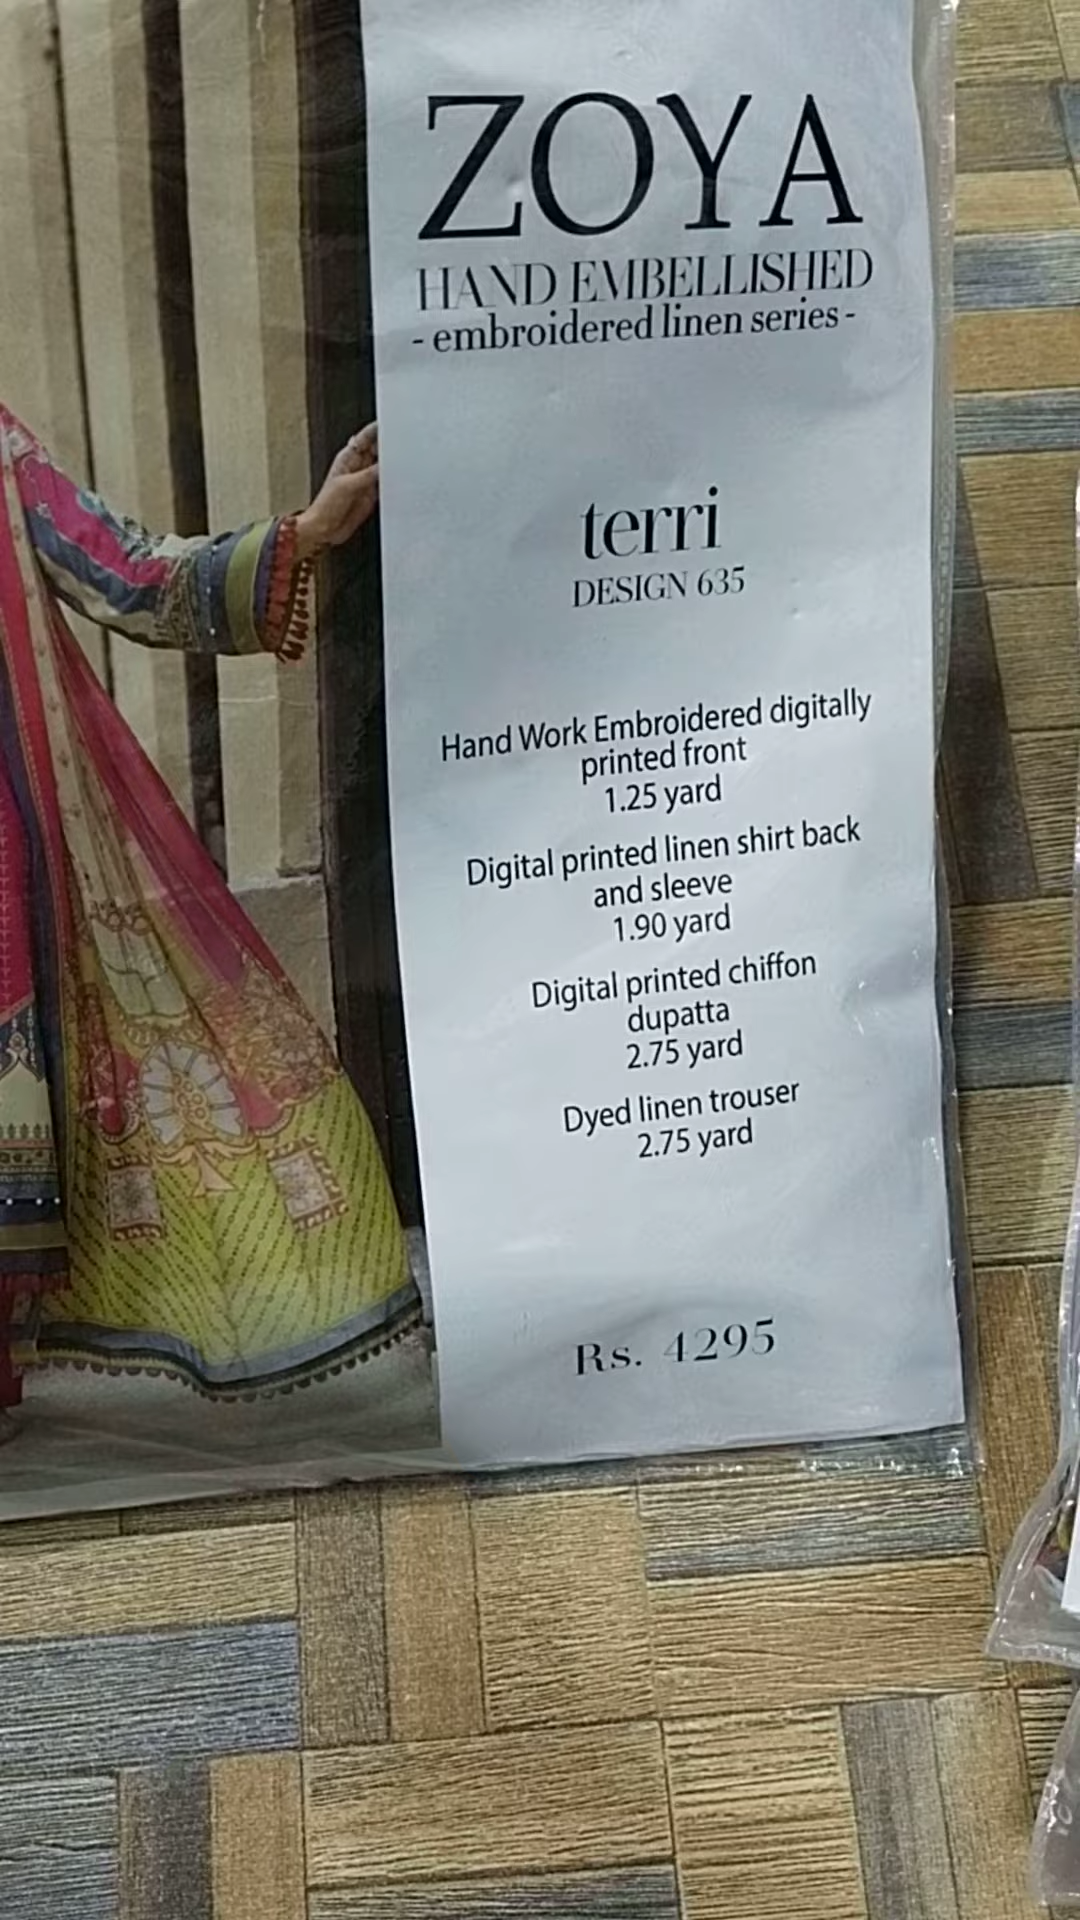 ZOYA
HAND EMBELLISHED
- embroidered linen series -
terri
DESIGN 635
Hand Work Embroidered digitally
printed front
1.25 yard
Digital printed linen shirt back
and sleeve
1.90 yard
Digital printed chiffon
dupatta
2.75 yard
Dyed linen trouser
2.75 yard
Rs. 4295